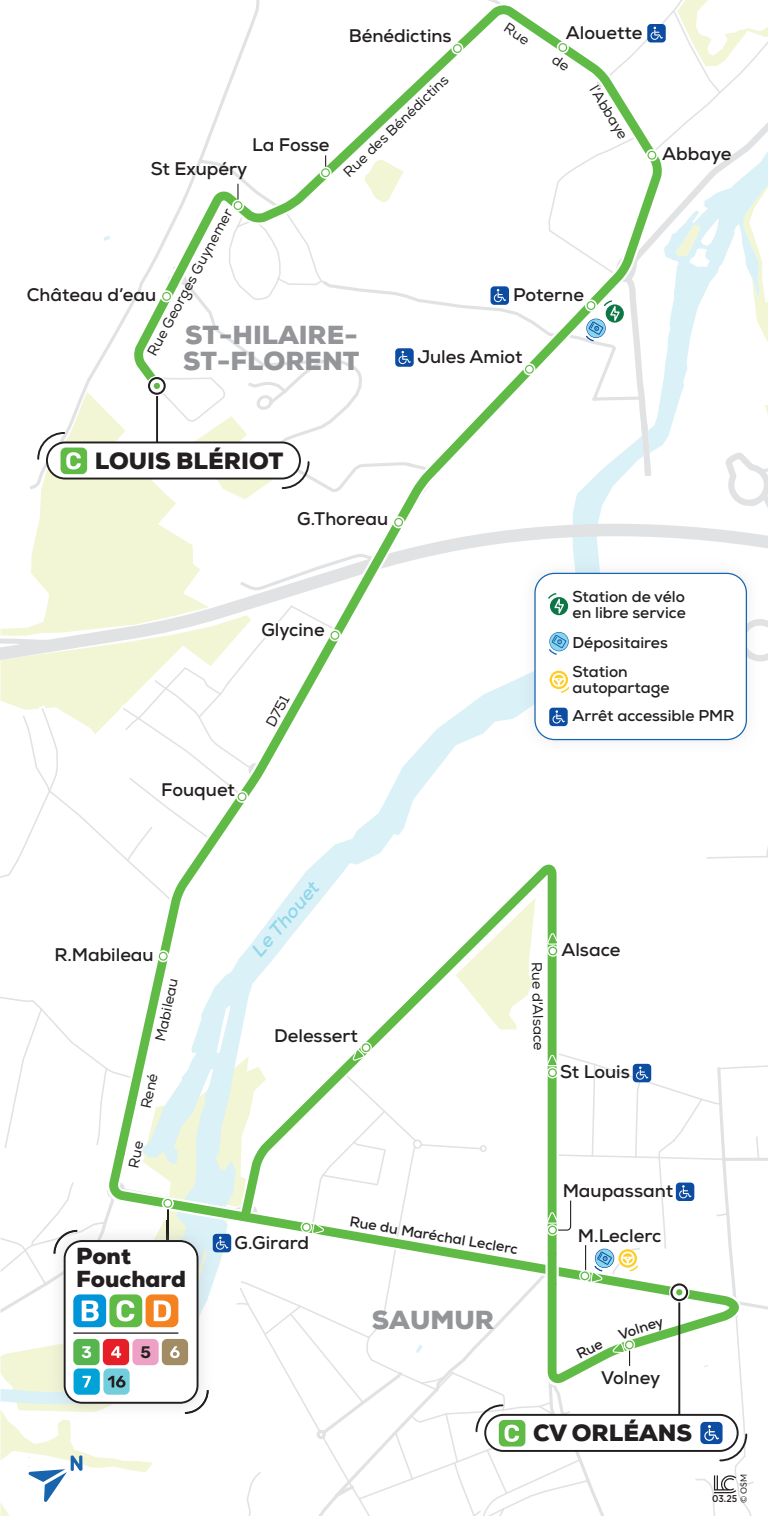 Bénédictins
Alouette
Rue de l'Abbaye
La Fosse
Rue des Bénédictins
Abbaye
St Exupéry
Château d'eau
Rue Georges Guynemer
Poterne
ST-HILAIRE-
ST-FLORENT
Jules Amiot
C LOUIS BLÉRIOT
G.Thoreau
Station de vélo
en libre service
Dépositaires
Station
autopartage
Arrêt accessible PMR
Glycine
D751
Fouquet
Le Thouet
R.Mabileau
Rue René Mabileau
Alsace
Rue d'Alsace
Delessert
St Louis
Maupassant
G.Girard
Rue du Maréchal Leclerc
M.Leclerc
Pont
Fouchard
B C D
3 4 5 6
7 16
SAUMUR
Rue Volney
Volney
C CV ORLÉANS
N
LC
03.25
© OSM